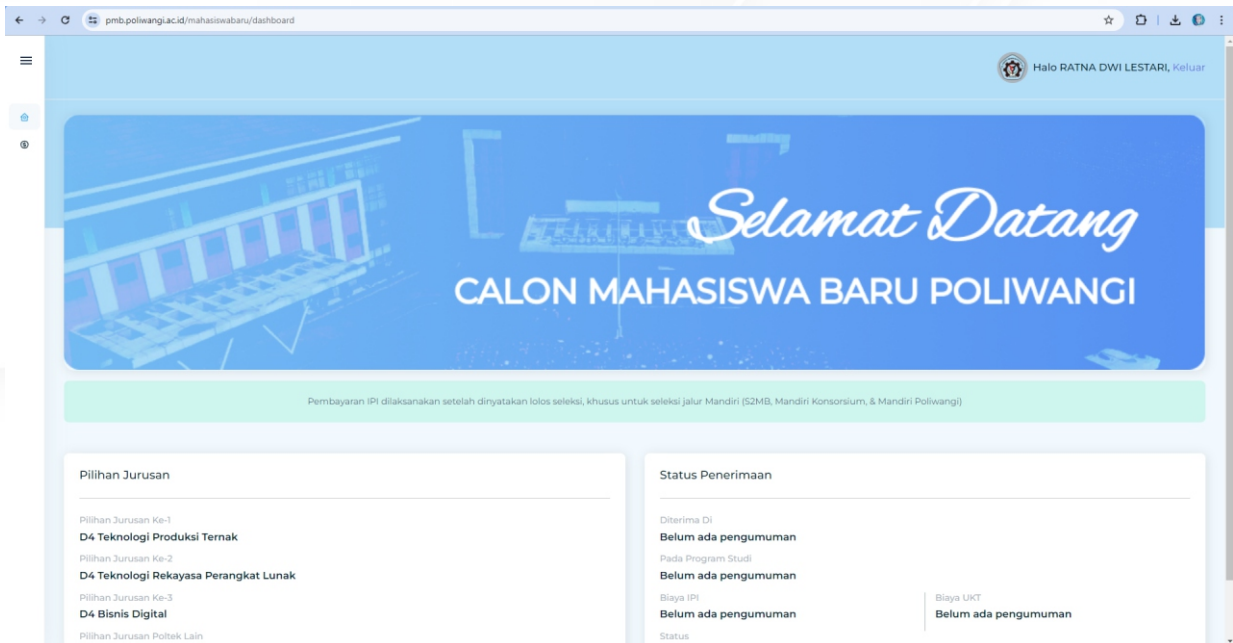 pmb.poliwangi.ac.id/mahasiswabaru/dashboard
Halo RATNA DWI LESTARI, Keluar
Selamat Datang
CALON MAHASISWA BARU POLIWANGI
Pembayaran IPI dilaksanakan setelah dinyatakan lolos seleksi, khusus untuk seleksi jalur Mandiri (S2MB, Mandiri Konsorsium, & Mandiri Poliwangi)
Pilihan Jurusan
Pilihan Jurusan Ke-1
D4 Teknologi Produksi Ternak
Pilihan Jurusan Ke-2
D4 Teknologi Rekayasa Perangkat Lunak
Pilihan Jurusan Ke-3
D4 Bisnis Digital
Pilihan Jurusan Poltek Lain
Status Penerimaan
Diterima Di
Belum ada pengumuman
Pada Program Studi
Belum ada pengumuman
Biaya IPI
Belum ada pengumuman
Biaya UKT
Belum ada pengumuman
Status